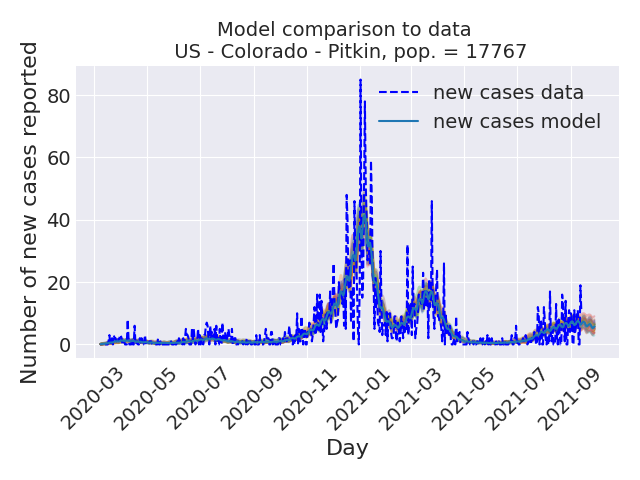 Model comparison to data
US - Colorado - Pitkin, pop. = 17767
new cases data
new cases model
Number of new cases reported
80
60
40
20
0
2020-03
2020-05
2020-07
2020-09
2020-11
2021-01
2021-03
2021-05
2021-07
2021-09
Day